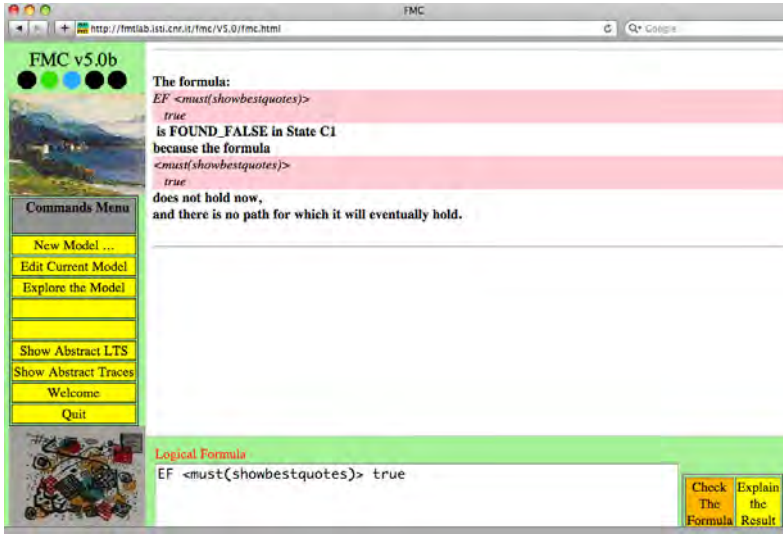 FMC
http://fmtlab.isti.cnr.it/fmc/V5.0/fmc.html
Google
FMC v5.0b
The formula:
EF <must(showbestquotes)>
true
is FOUND_FALSE in State C1
because the formula
<must(showbestquotes)>
true
does not hold now,
and there is no path for which it will eventually hold.
Commands Menu
New Model ...
Edit Current Model
Explore the Model
Show Abstract LTS
Show Abstract Traces
Welcome
Quit
Logical Formula
EF <must(showbestquotes)> true
Check
The
Formula
Explain
the
Result